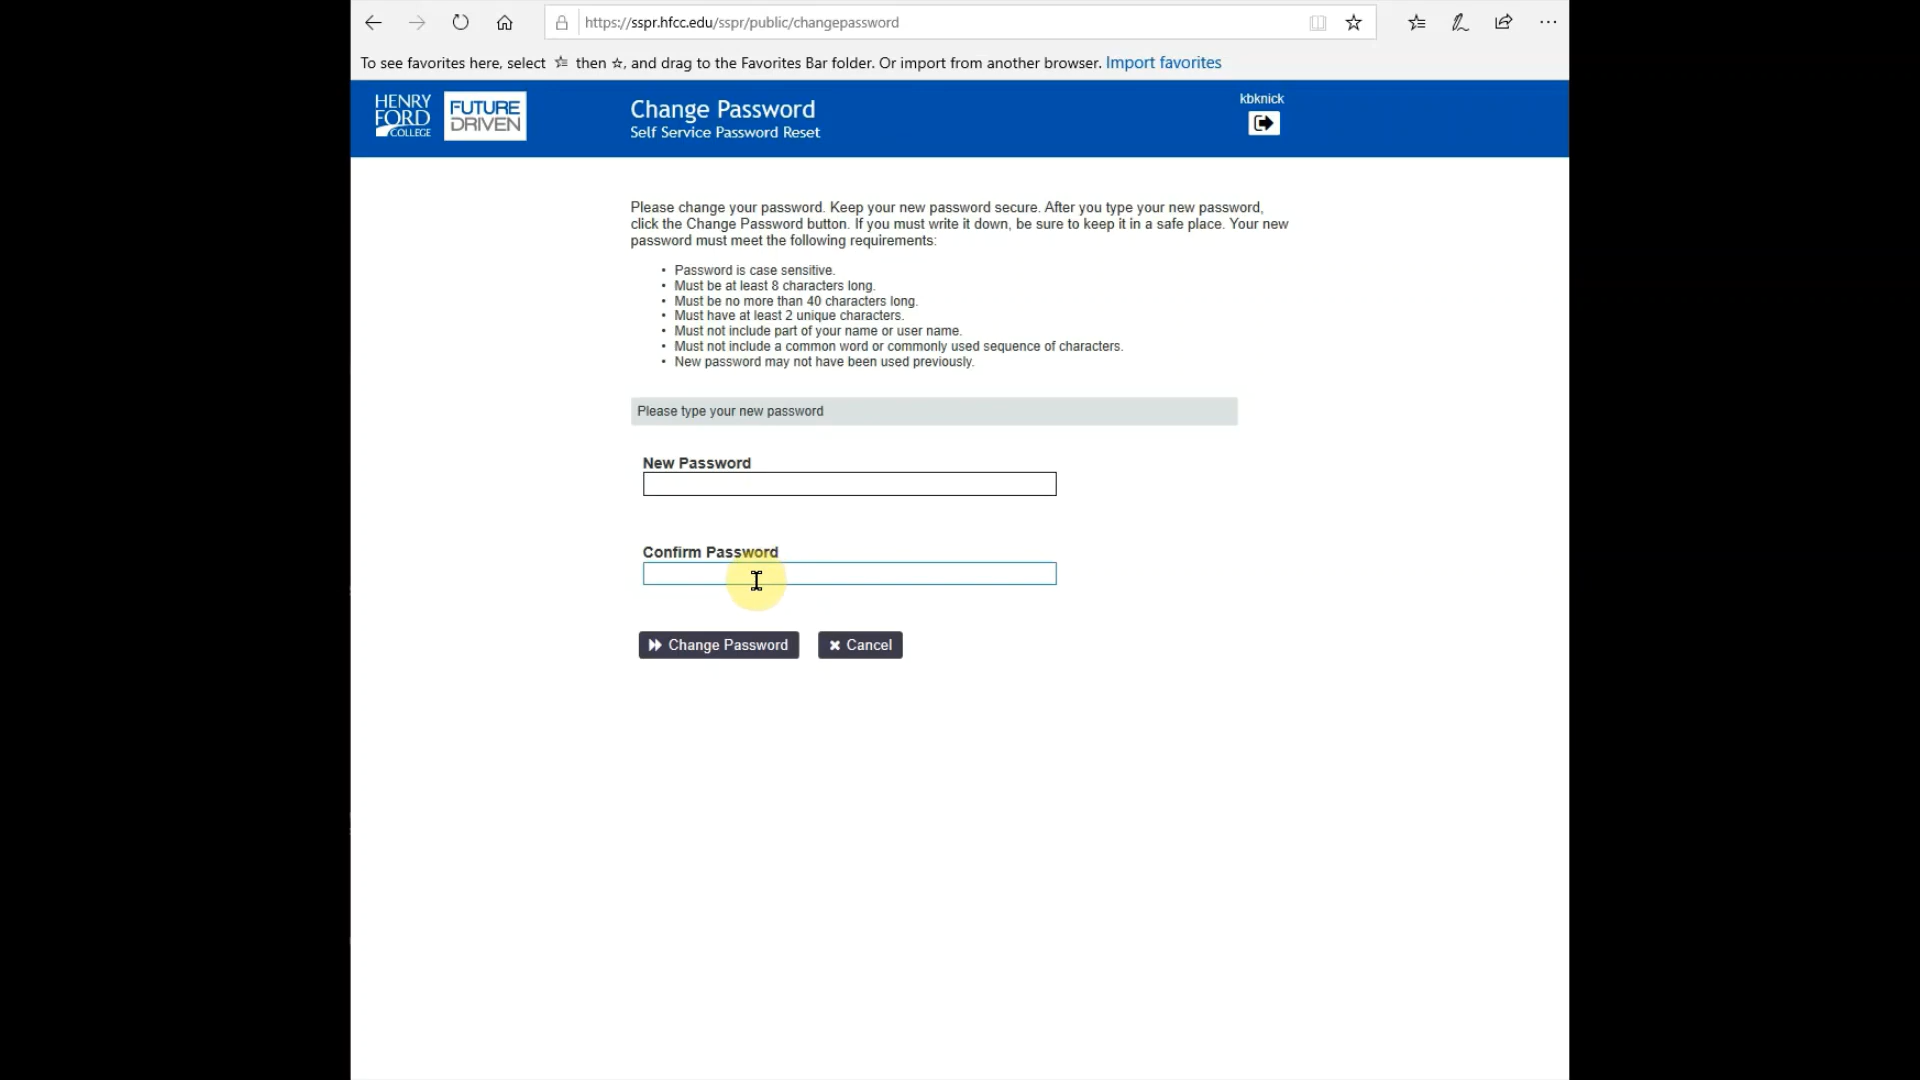 https://sspr.hfcc.edu/sspr/public/changepassword
To see favorites here, select then , and drag to the Favorites Bar folder. Or import from another browser. Import favorites
HENRY
FORD
COLLEGE
FUTURE
DRIVEN
Change Password
Self Service Password Reset
kbknick
Please change your password. Keep your new password secure. After you type your new password,
click the Change Password button. If you must write it down, be sure to keep it in a safe place. Your new
password must meet the following requirements:
• Password is case sensitive.
• Must be at least 8 characters long.
• Must be no more than 40 characters long.
• Must have at least 2 unique characters.
• Must not include part of your name or user name.
• Must not include a common word or commonly used sequence of characters.
• New password may not have been used previously.
Please type your new password
New Password
Confirm Password
Change Password
Cancel